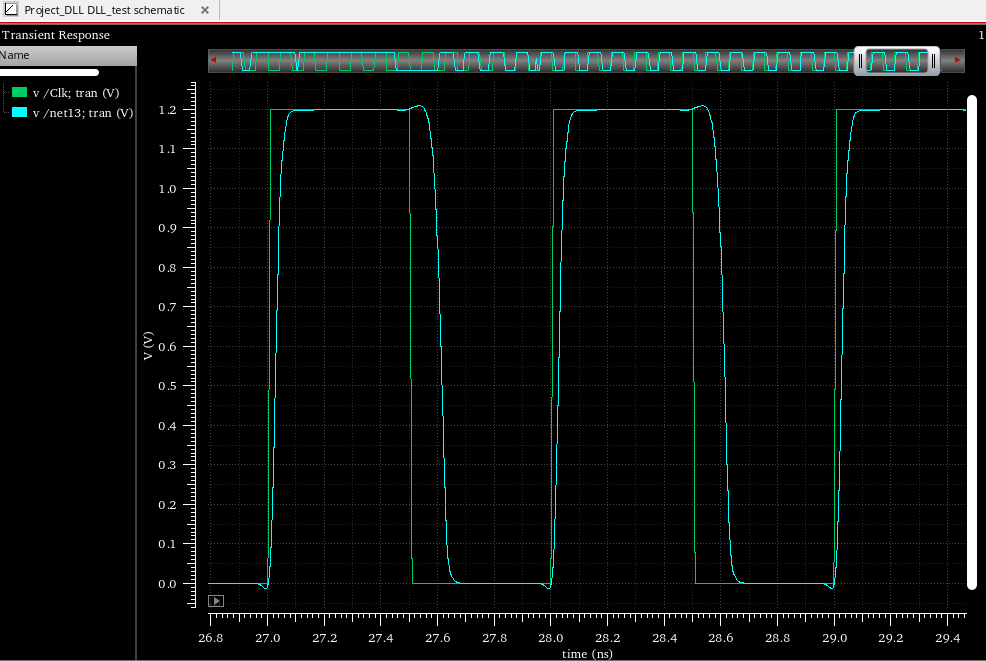 Project_DLL DLL_test schematic
Transient Response
1
Name
v /Clk; tran (V)
v /net13; tran (V)
1.2
1.1
1.0
0.9
0.8
0.7
0.6
0.5
0.4
0.3
0.2
0.1
0.0
V (V)
26.8 27.0 27.2 27.4 27.6 27.8 28.0 28.2 28.4 28.6 28.8 29.0 29.2 29.4
time (ns)